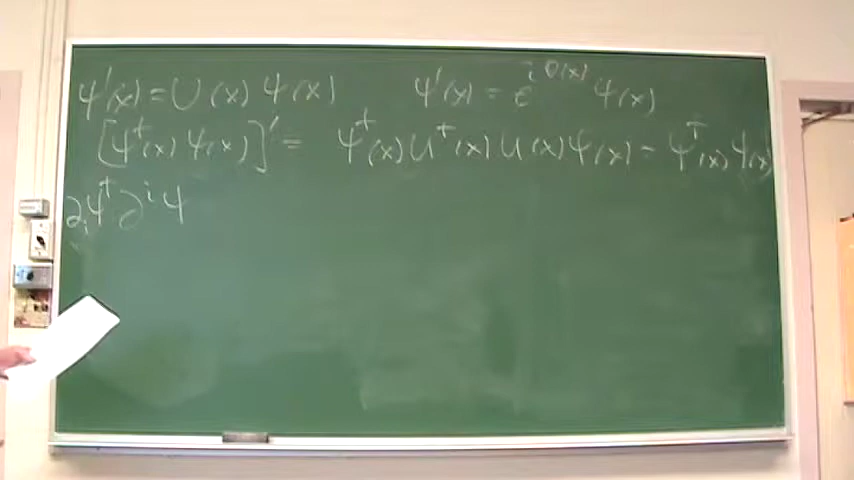 ψ'(x) = U(x) ψ(x)    ψ'(x) = e^{iθ(x)} ψ(x)
[ψ†(x) ψ(x)]' = ψ†(x) U†(x) U(x) ψ(x) = ψ†(x) ψ(x)
∂_i ψ† ∂^i ψ